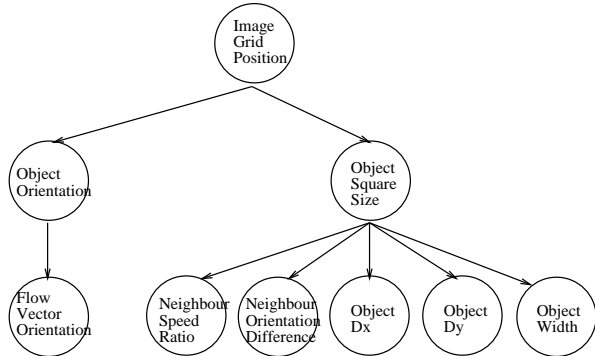 Image
Grid
Position
Object
Orientation
Object
Square
Size
Flow
Vector
Orientation
Neighbour
Speed
Ratio
Neighbour
Orientation
Difference
Object
Dx
Object
Dy
Object
Width